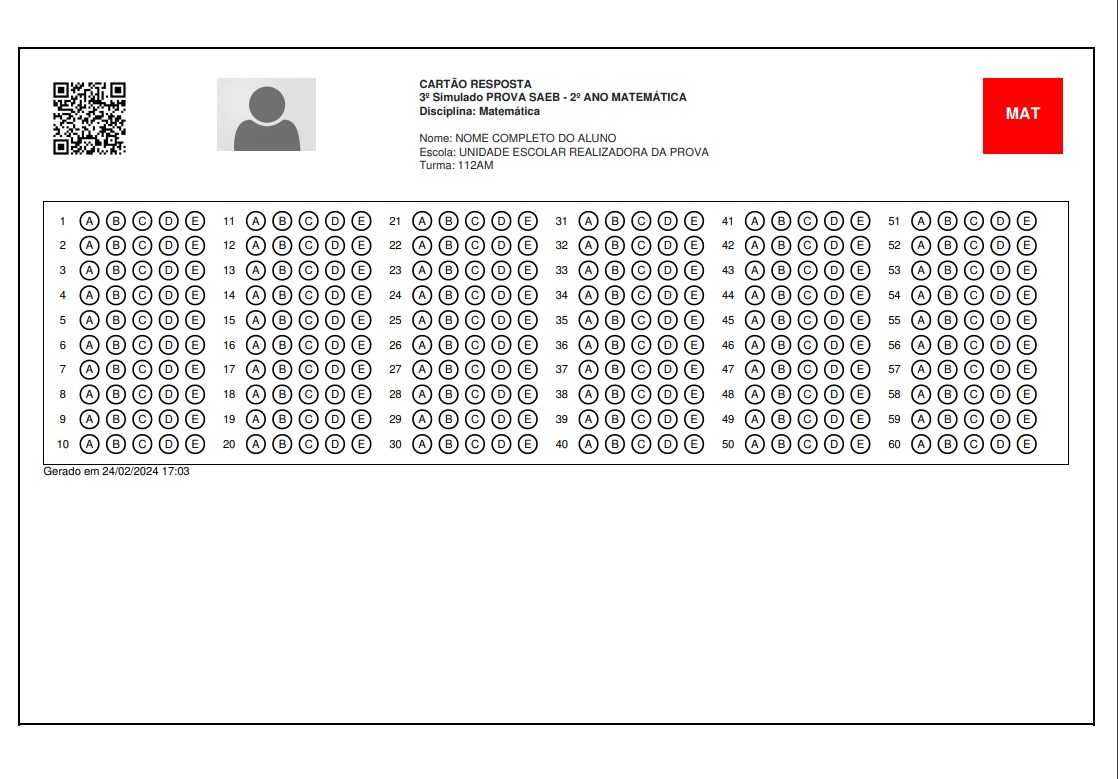 CARTÃO RESPOSTA
3º Simulado PROVA SAEB - 2º ANO MATEMÁTICA
Disciplina: Matemática
Nome: NOME COMPLETO DO ALUNO
Escola: UNIDADE ESCOLAR REALIZADORA DA PROVA
Turma: 112AM
MAT
1 A B C D E 11 A B C D E 21 A B C D E 31 A B C D E 41 A B C D E 51 A B C D E
2 A B C D E 12 A B C D E 22 A B C D E 32 A B C D E 42 A B C D E 52 A B C D E
3 A B C D E 13 A B C D E 23 A B C D E 33 A B C D E 43 A B C D E 53 A B C D E
4 A B C D E 14 A B C D E 24 A B C D E 34 A B C D E 44 A B C D E 54 A B C D E
5 A B C D E 15 A B C D E 25 A B C D E 35 A B C D E 45 A B C D E 55 A B C D E
6 A B C D E 16 A B C D E 26 A B C D E 36 A B C D E 46 A B C D E 56 A B C D E
7 A B C D E 17 A B C D E 27 A B C D E 37 A B C D E 47 A B C D E 57 A B C D E
8 A B C D E 18 A B C D E 28 A B C D E 38 A B C D E 48 A B C D E 58 A B C D E
9 A B C D E 19 A B C D E 29 A B C D E 39 A B C D E 49 A B C D E 59 A B C D E
10 A B C D E 20 A B C D E 30 A B C D E 40 A B C D E 50 A B C D E 60 A B C D E
Gerado em 24/02/2024 17:03